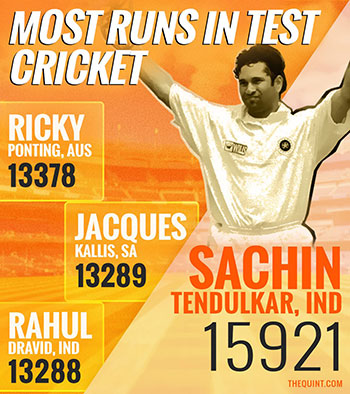 MOST RUNS IN TEST
CRICKET
RICKY
PONTING, AUS
13378
JACQUES
KALLIS, SA
13289
RAHUL
DRAVID, IND
13288
WILLS
SACHIN
TENDULKAR, IND
15921
THEQUINT.COM